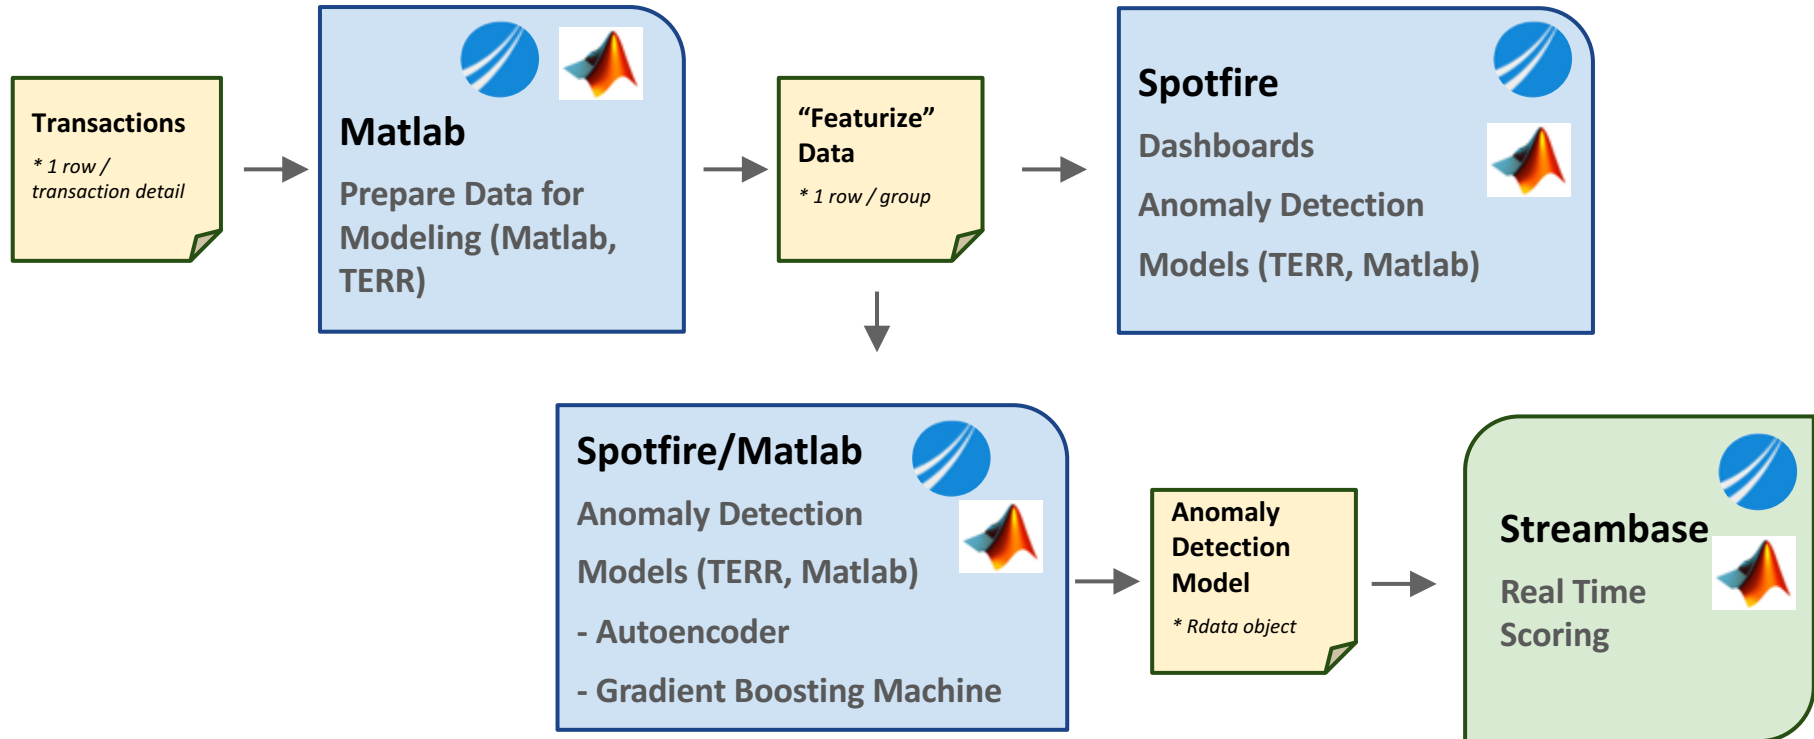 Transactions
* 1 row /
transaction detail
Matlab
Prepare Data for
Modeling (Matlab,
TERR)
“Featurize”
Data
* 1 row / group
Spotfire
Dashboards
Anomaly Detection
Models (TERR, Matlab)
Spotfire/Matlab
Anomaly Detection
Models (TERR, Matlab)
- Autoencoder
- Gradient Boosting Machine
Anomaly
Detection
Model
* Rdata object
Streambase
Real Time
Scoring